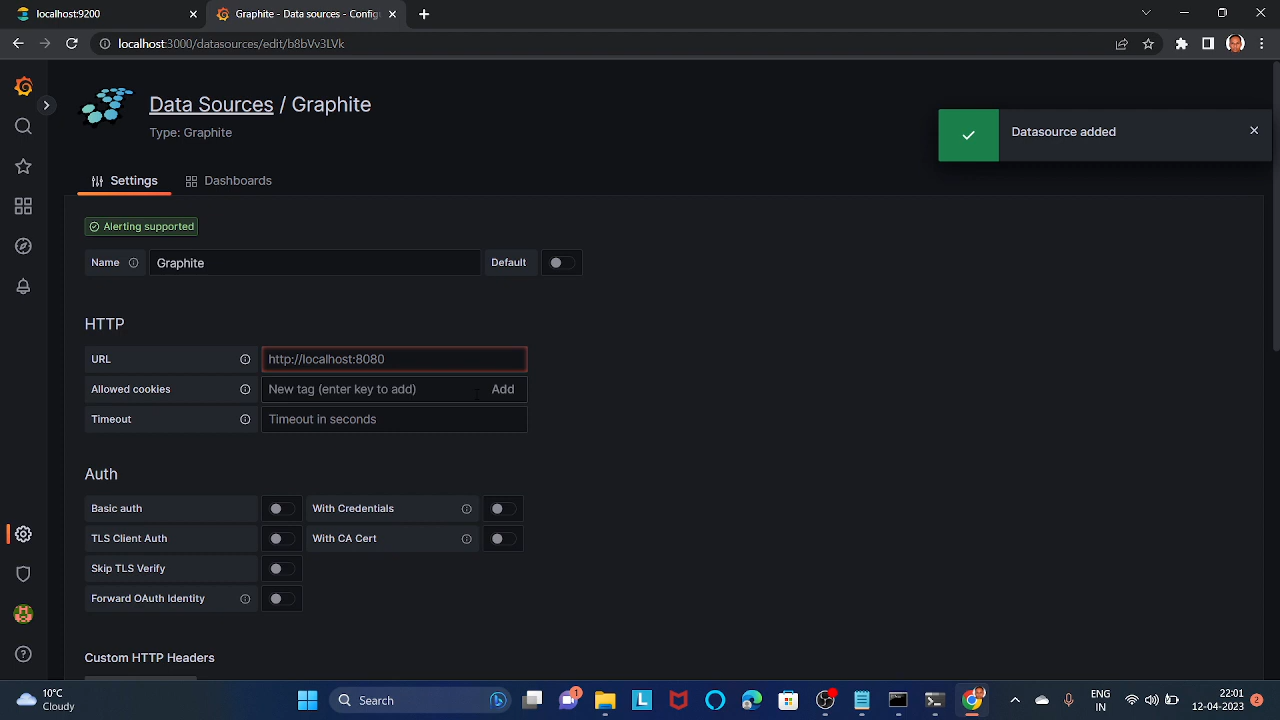 localhost:9200
Graphite - Data sources - Config
localhost:3000/datasources/edit/b8bVv3LVk
Data Sources / Graphite
Type: Graphite
Datasource added
Settings
Dashboards
Alerting supported
Name
Graphite
Default
HTTP
URL
http://localhost:8080
Allowed cookies
New tag (enter key to add)
Add
Timeout
Timeout in seconds
Auth
Basic auth
With Credentials
TLS Client Auth
With CA Cert
Skip TLS Verify
Forward OAuth Identity
Custom HTTP Headers
10°C
Cloudy
Search
1
L
ENG
IN
22:01
12-04-2023
2